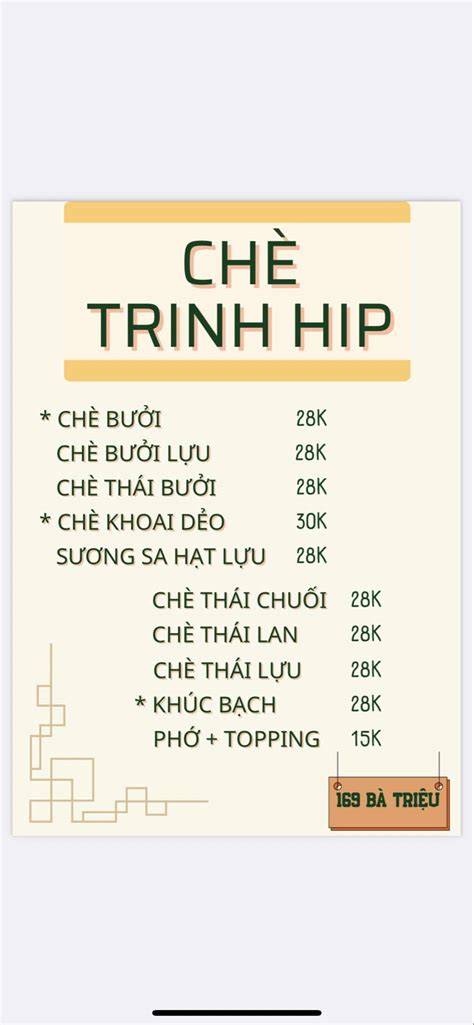 CHÈ
TRINH HIP
* CHÈ BƯỞI 28K
CHÈ BƯỞI LỰU 28K
CHÈ THÁI BƯỞI 28K
* CHÈ KHOAI DẺO 30K
SƯƠNG SA HẠT LỰU 28K
CHÈ THÁI CHUỐI 28K
CHÈ THÁI LAN 28K
CHÈ THÁI LỰU 28K
* KHÚC BẠCH 28K
PHỚ + TOPPING 15K
169 BÀ TRIỆU